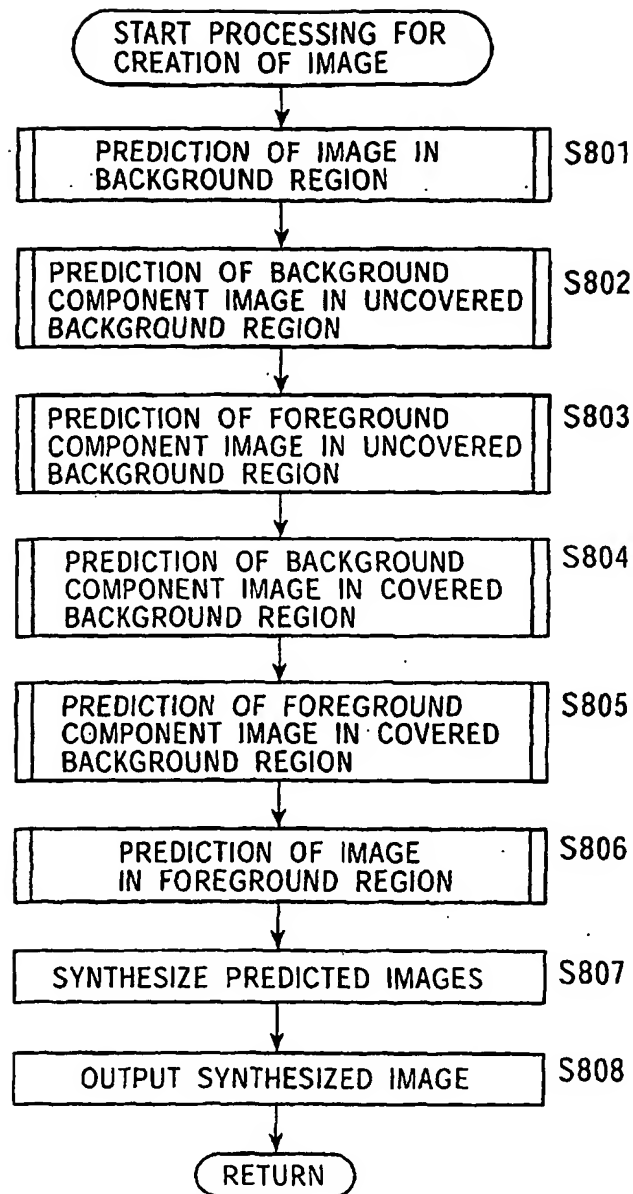 START PROCESSING FOR
CREATION OF IMAGE
PREDICTION OF IMAGE IN
BACKGROUND REGION
S801
PREDICTION OF BACKGROUND
COMPONENT IMAGE IN UNCOVERED
BACKGROUND REGION
S802
PREDICTION OF FOREGROUND
COMPONENT IMAGE IN UNCOVERED
BACKGROUND REGION
S803
PREDICTION OF BACKGROUND
COMPONENT IMAGE IN COVERED
BACKGROUND REGION
S804
PREDICTION OF FOREGROUND
COMPONENT IMAGE IN COVERED
BACKGROUND REGION
S805
PREDICTION OF IMAGE
IN FOREGROUND REGION
S806
SYNTHESIZE PREDICTED IMAGES
S807
OUTPUT SYNTHESIZED IMAGE
S808
RETURN